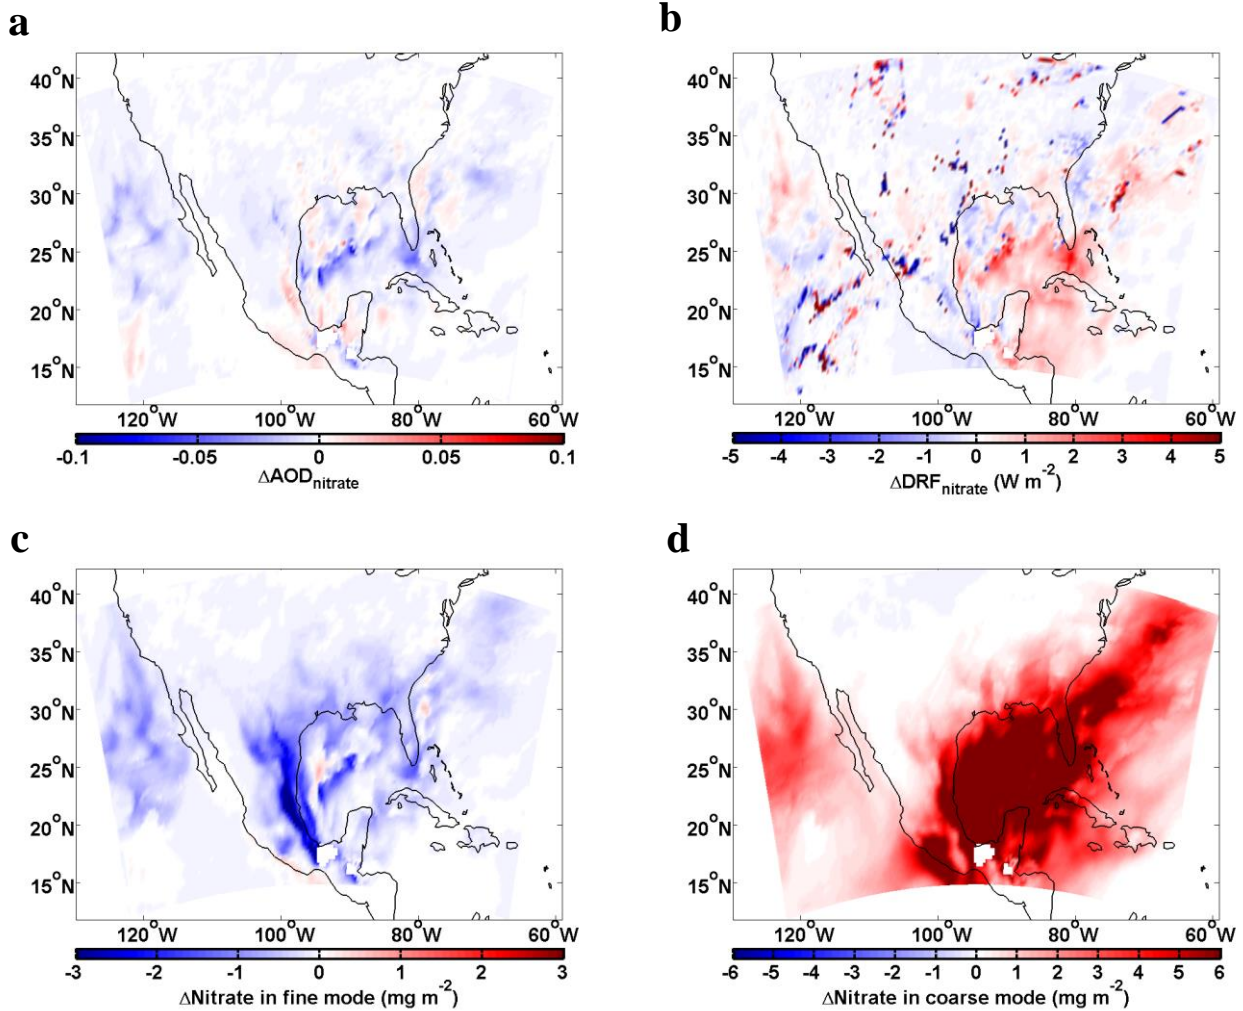 a
b
40°N
35°N
30°N
25°N
20°N
15°N
120°W
100°W
80°W
60°W
-0.1
-0.05
0
0.05
0.1
ΔAOD_nitrate
40°N
35°N
30°N
25°N
20°N
15°N
120°W
100°W
80°W
60°W
-5
-4
-3
-2
-1
0
1
2
3
4
5
ΔDRF_nitrate (W m⁻²)
c
d
40°N
35°N
30°N
25°N
20°N
15°N
120°W
100°W
80°W
60°W
-3
-2
-1
0
1
2
3
ΔNitrate in fine mode (mg m⁻²)
40°N
35°N
30°N
25°N
20°N
15°N
120°W
100°W
80°W
60°W
-6
-5
-4
-3
-2
-1
0
1
2
3
4
5
6
ΔNitrate in coarse mode (mg m⁻²)